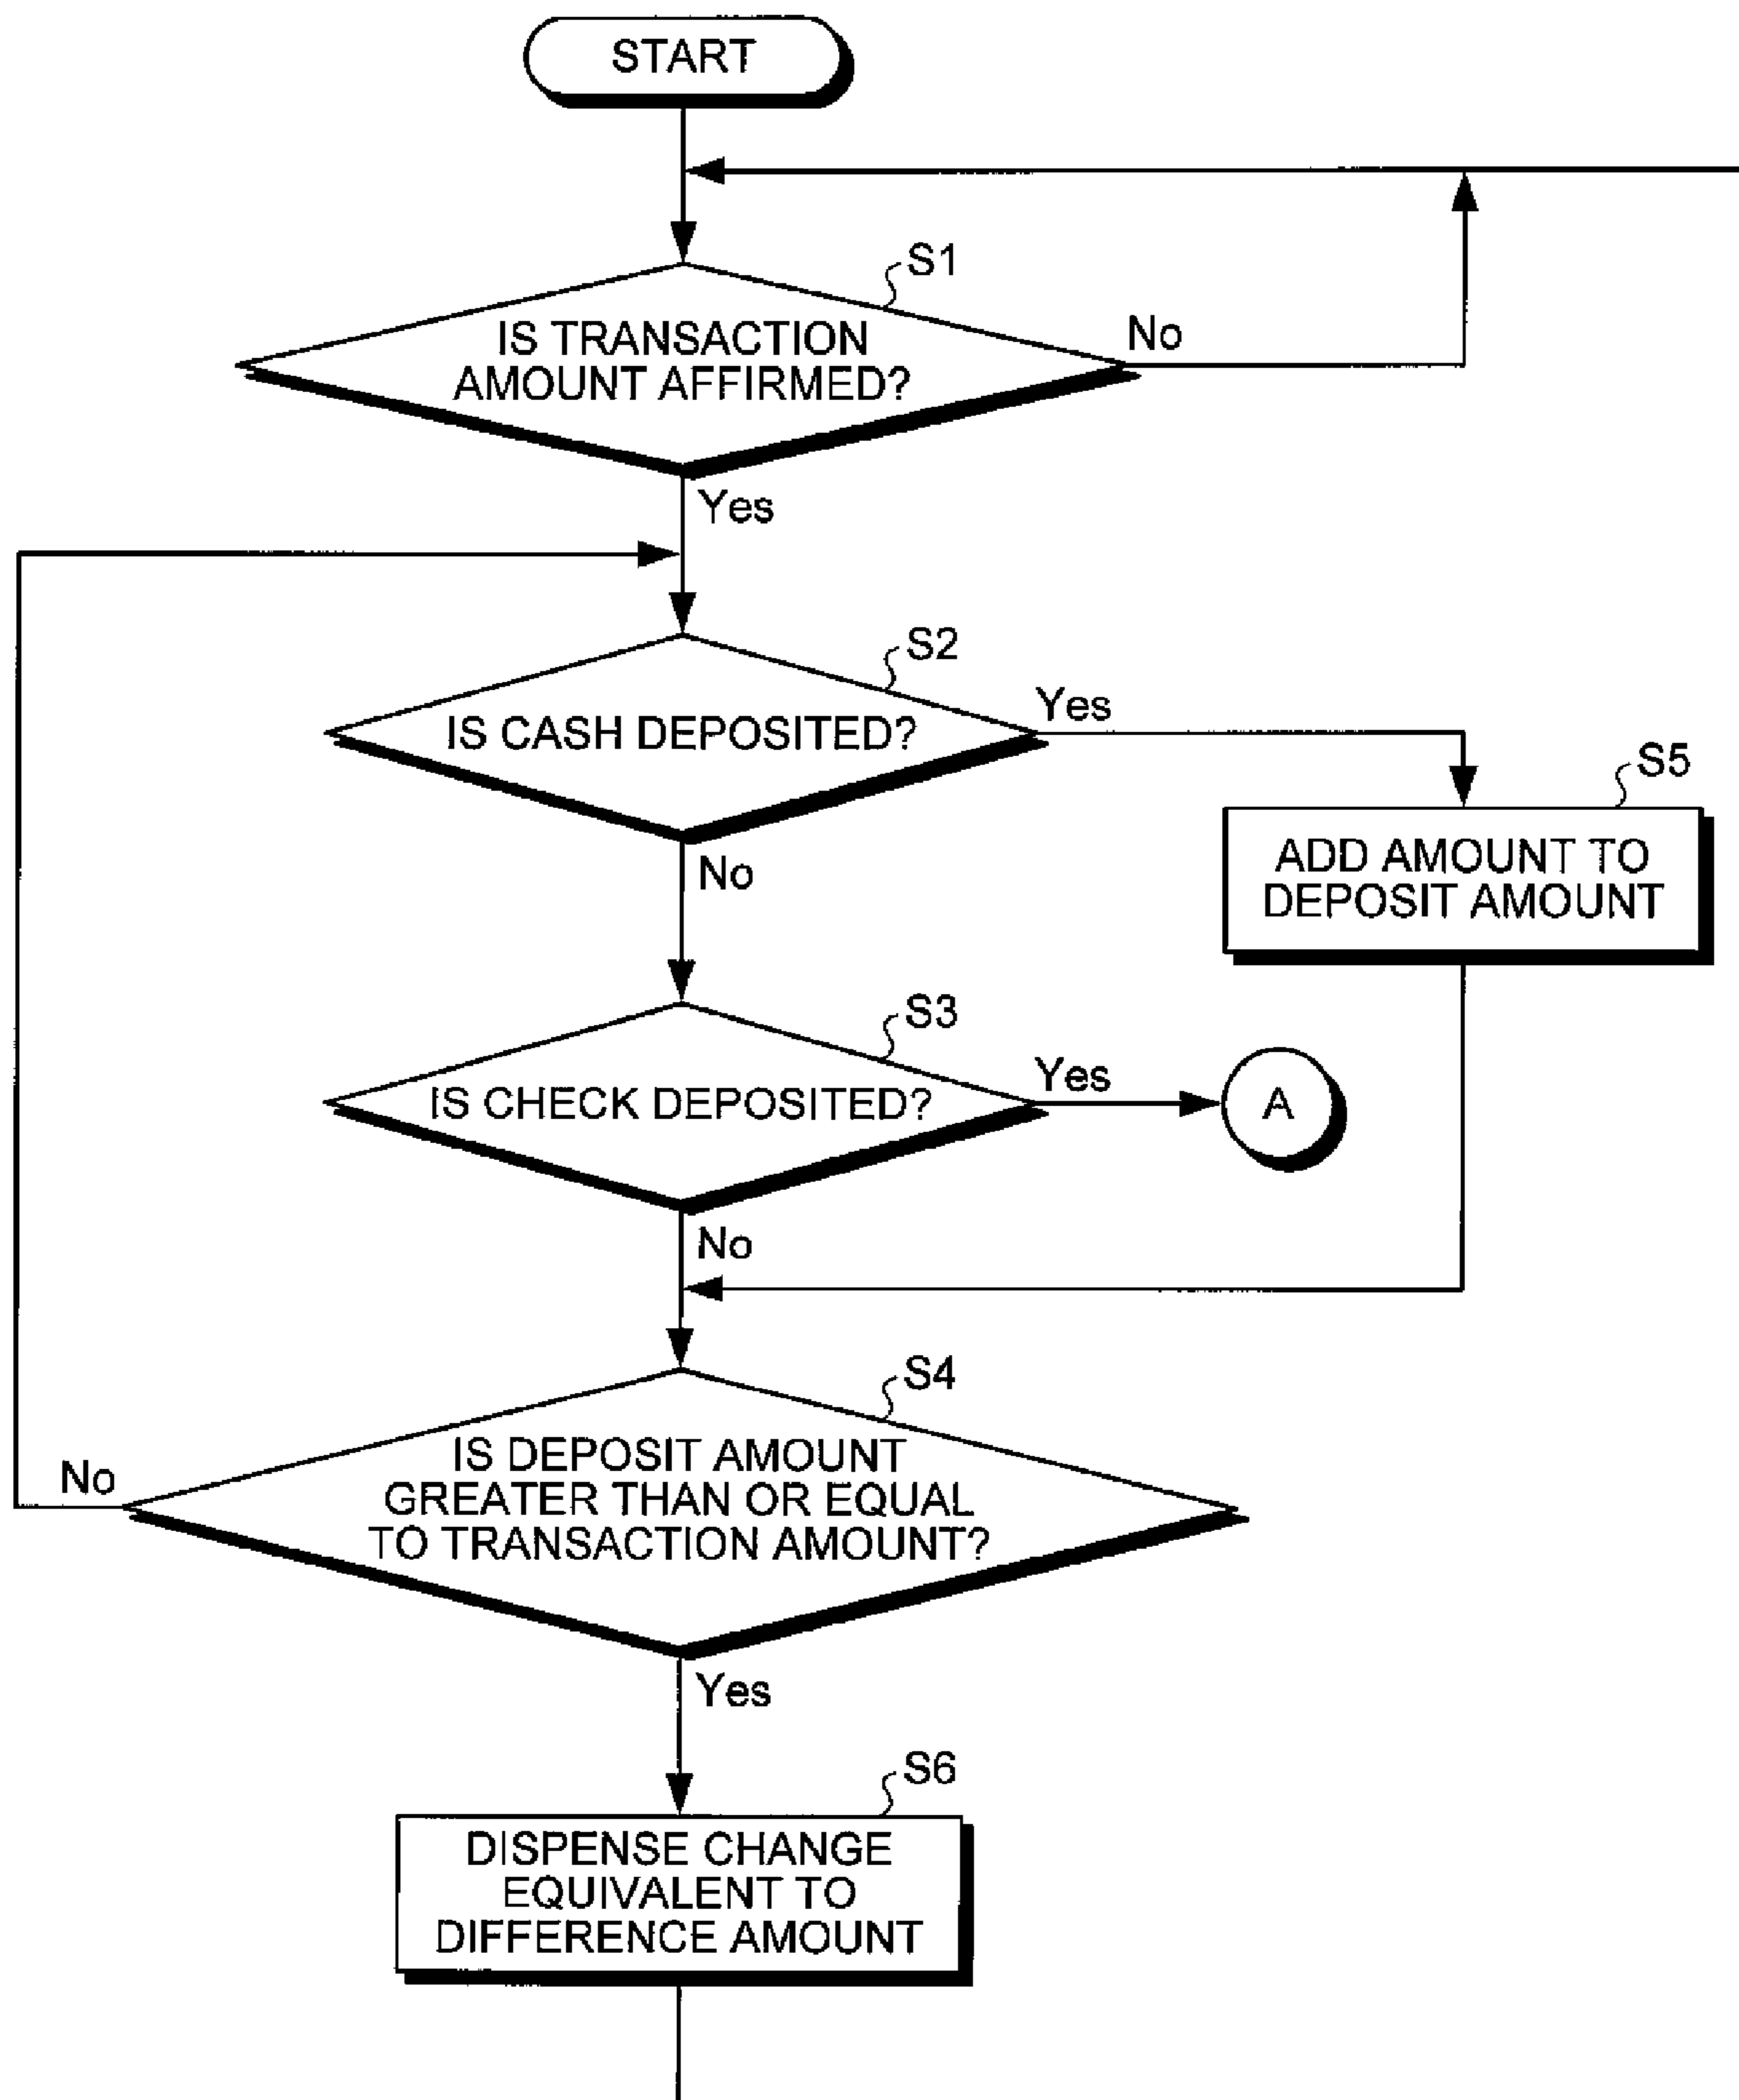 START
S1
IS TRANSACTION
AMOUNT AFFIRMED?
No
Yes
S2
IS CASH DEPOSITED?
Yes
No
S5
ADD AMOUNT TO
DEPOSIT AMOUNT
S3
IS CHECK DEPOSITED?
Yes
A
No
S4
IS DEPOSIT AMOUNT
GREATER THAN OR EQUAL
TO TRANSACTION AMOUNT?
No
Yes
S6
DISPENSE CHANGE
EQUIVALENT TO
DIFFERENCE AMOUNT